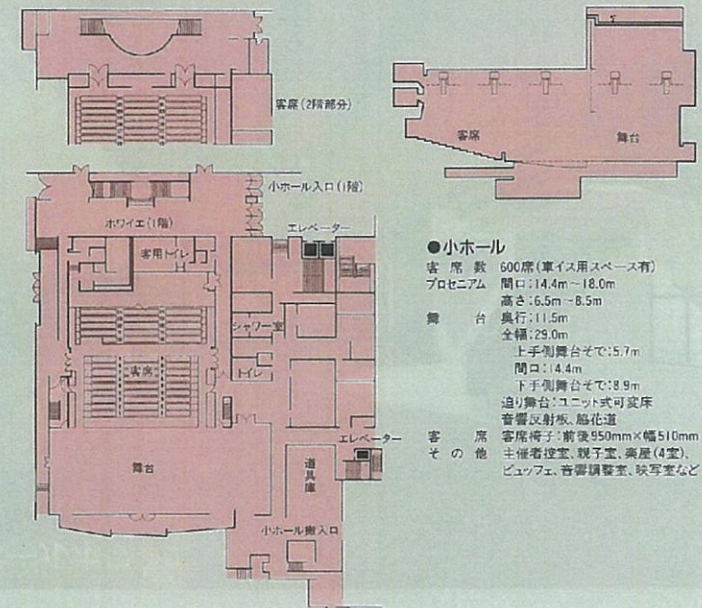 客席(2階部分)
客席
舞台
小ホール入口(1階)
ホワイエ(1階)
エレベーター
客用トイレ
シャワー室
客席
トイレ
エレベーター
舞台
道具庫
小ホール搬入口
●小ホール
客席数 600席(車イス用スペース有)
プロセニアム 間口:14.4m~18.0m
高さ:6.5m~8.5m
舞台 奥行:11.5m
全幅:29.0m
上手側舞台そで:5.7m
間口:14.4m
下手側舞台そで:8.9m
迫り舞台:ユニット式可変床
音響反射板、脇花道
客席 客席椅子:前後950mm×幅510mm
その他 主催者控室、親子室、楽屋(4室)、
ビュッフェ、音響調整室、映写室など